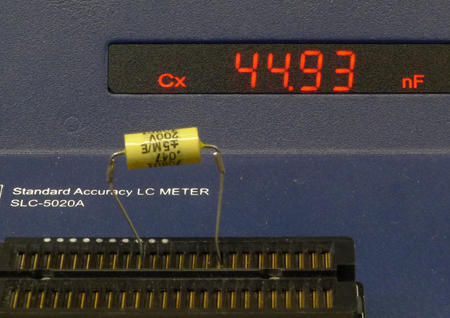 Cx 44.93 nF
.047
±5M/E
200V.
Standard Accuracy LC METER
SLC-5020A